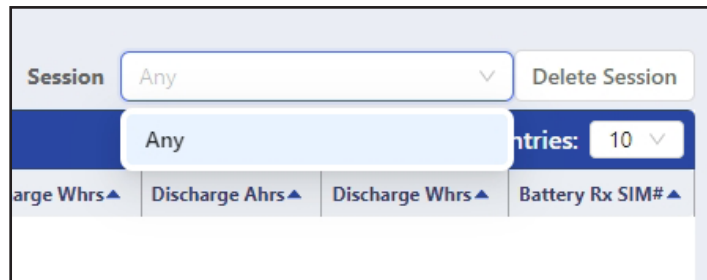 Session Any Delete Session
Any ntries: 10
arge Whrs Discharge Ahrs Discharge Whrs Battery Rx SIM#